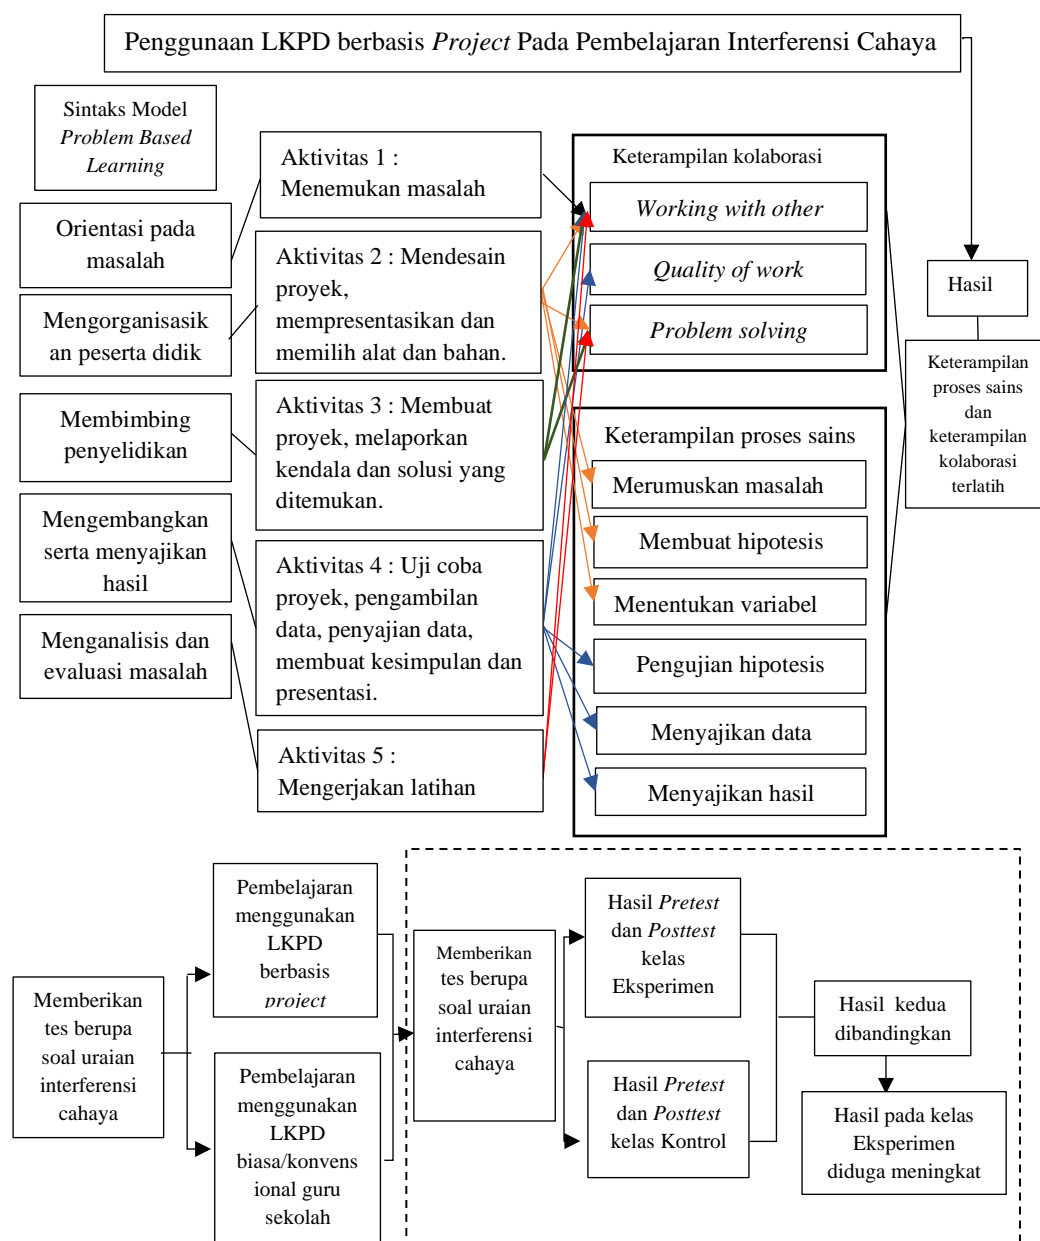 Penggunaan LKPD berbasis Project Pada Pembelajaran Interferensi Cahaya
Sintaks Model
Problem Based
Learning
Orientasi pada
masalah
Mengorganisasik
an peserta didik
Membimbing
penyelidikan
Mengembangkan
serta menyajikan
hasil
Menganalisis dan
evaluasi masalah
Aktivitas 1 :
Menemukan masalah
Aktivitas 2 : Mendesain
proyek,
mempresentasikan dan
memilih alat dan bahan.
Aktivitas 3 : Membuat
proyek, melaporkan
kendala dan solusi yang
ditemukan.
Aktivitas 4 : Uji coba
proyek, pengambilan
data, penyajian data,
membuat kesimpulan dan
presentasi.
Aktivitas 5 :
Mengerjakan latihan
Keterampilan kolaborasi
Working with other
Quality of work
Problem solving
Keterampilan proses sains
Merumuskan masalah
Membuat hipotesis
Menentukan variabel
Pengujian hipotesis
Menyajikan data
Menyajikan hasil
Hasil
Keterampilan
proses sains
dan
keterampilan
kolaborasi
terlatih
Memberikan
tes berupa
soal uraian
interferensi
cahaya
Pembelajaran
menggunakan
LKPD
berbasis
project
Pembelajaran
menggunakan
LKPD
biasa/konvens
ional guru
sekolah
Memberikan
tes berupa
soal uraian
interferensi
cahaya
Hasil Pretest
dan Posttest
kelas
Eksperimen
Hasil Pretest
dan Postest
kelas Kontrol
Hasil kedua
dibandingkan
Hasil pada kelas
Eksperimen
diduga meningkat